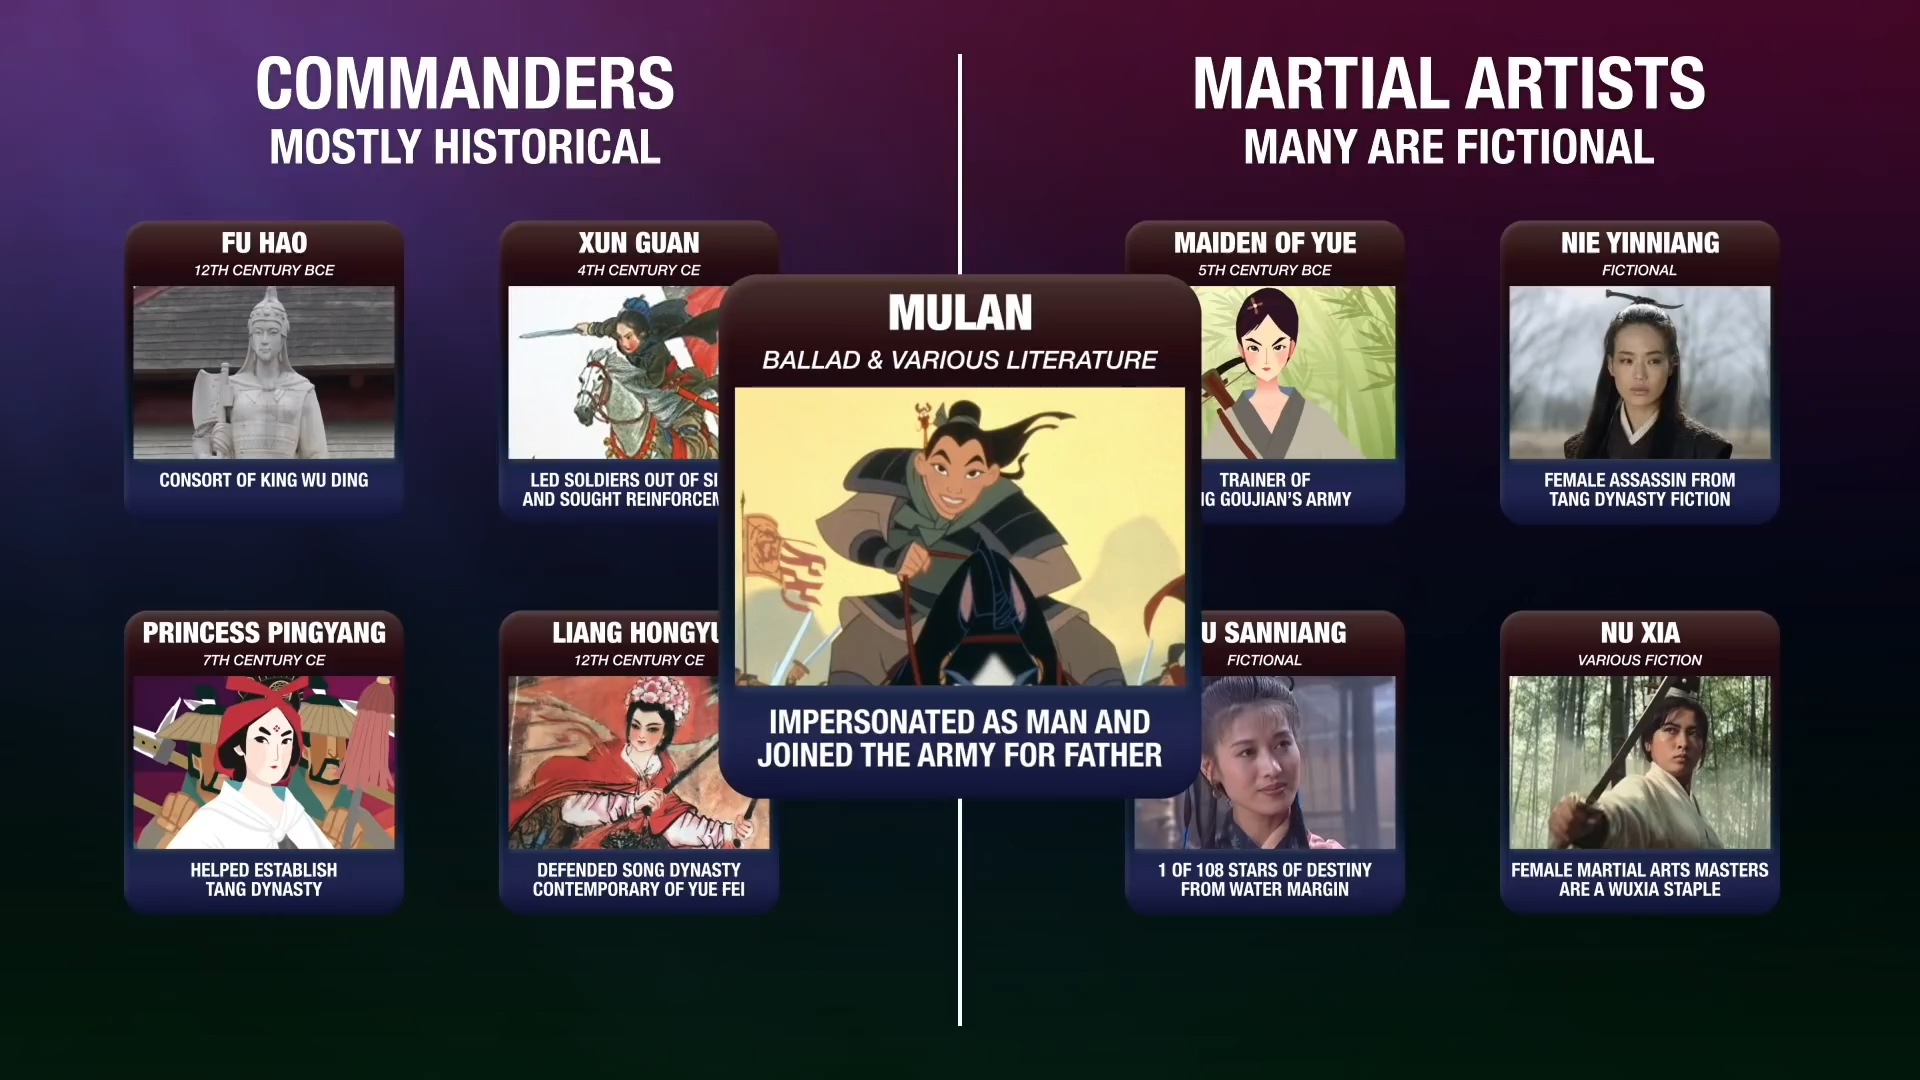 COMMANDERS
MOSTLY HISTORICAL
MARTIAL ARTISTS
MANY ARE FICTIONAL
FU HAO
12TH CENTURY BCE
CONSORT OF KING WU DING
XUN GUAN
4TH CENTURY CE
LED SOLDIERS OUT OF
AND SOUGHT
PRINCESS PINGYANG
7TH CENTURY CE
HELPED ESTABLISH
TANG DYNASTY
LIANG
12TH CENTURY CE
DEFENDED SONG DYNASTY
CONTEMPORARY OF YUE FEI
MULAN
BALLAD & VARIOUS LITERATURE
IMPERSONATED AS MAN AND
JOINED THE ARMY FOR FATHER
MAIDEN OF YUE
5TH CENTURY BCE
TRAINER OF
GOUJIAN'S ARMY
NIE YINNIANG
FICTIONAL
FEMALE ASSASSIN FROM
TANG DYNASTY FICTION
SANNIANG
FICTIONAL
1 OF 108 STARS OF DESTINY
FROM WATER MARGIN
NU XIA
VARIOUS FICTION
FEMALE MARTIAL ARTS MASTERS
ARE A WUXIA STAPLE